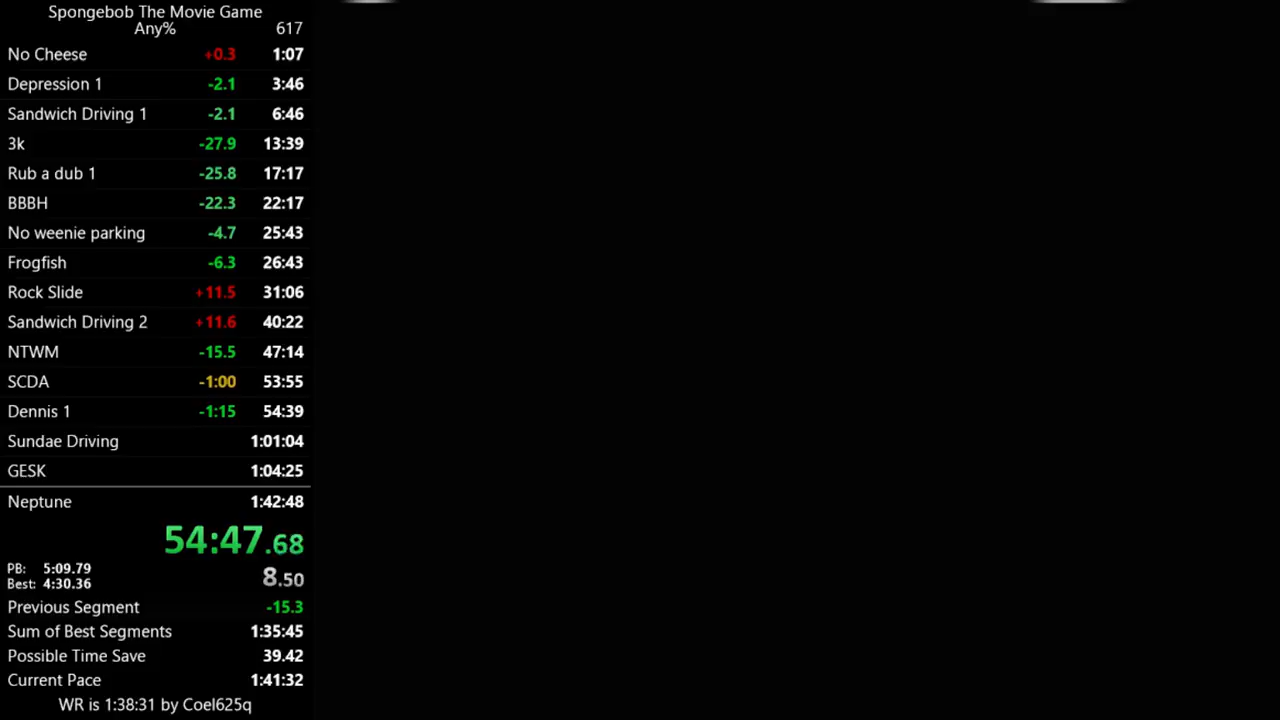 Spongebob The Movie Game
Any% 617
No Cheese +0.3 1:07
Depression 1 -2.1 3:46
Sandwich Driving 1 -2.1 6:46
3k -27.9 13:39
Rub a dub 1 -25.8 17:17
BBBH -22.3 22:17
No weenie parking -4.7 25:43
Frogfish -6.3 26:43
Rock Slide +11.5 31:06
Sandwich Driving 2 +11.6 40:22
NTWM -15.5 47:14
SCDA -1:00 53:55
Dennis 1 -1:15 54:39
Sundae Driving 1:01:04
GESK 1:04:25
Neptune 1:42:48
54:47.68
PB: 5:09.79
Best: 4:30.36 8.50
Previous Segment -15.3
Sum of Best Segments 1:35:45
Possible Time Save 39.42
Current Pace 1:41:32
WR is 1:38:31 by Coel625q